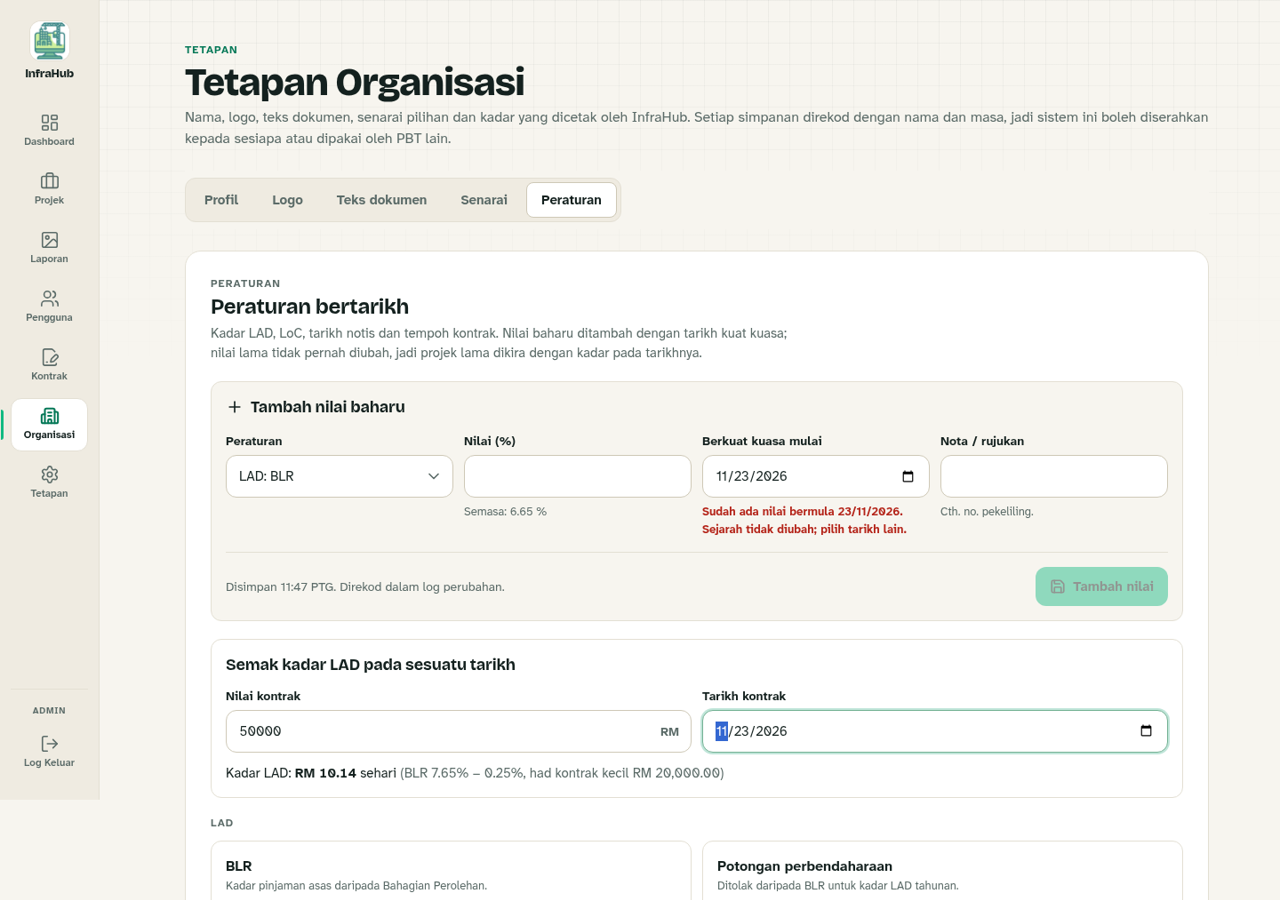 InfraHub
Dashboard
Projek
Laporan
Pengguna
Kontrak
Organisasi
Tetapan
ADMIN
Log Keluar
TETAPAN
Tetapan Organisasi
Nama, logo, teks dokumen, senarai pilihan dan kadar yang dicetak oleh InfraHub. Setiap simpanan direkod dengan nama dan masa, jadi sistem ini boleh diserahkan
kepada sesiapa atau dipakai oleh PBT lain.
Profil Logo Teks dokumen Senarai Peraturan
PERATURAN
Peraturan bertarikh
Kadar LAD, LoC, tarikh notis dan tempoh kontrak. Nilai baharu ditambah dengan tarikh kuat kuasa;
nilai lama tidak pernah diubah, jadi projek lama dikira dengan kadar pada tarikhnya.
Tambah nilai baharu
Peraturan Nilai (%) Berkuat kuasa mulai Nota / rujukan
LAD: BLR 11/23/2026
Semasa: 6.65 % Sudah ada nilai bermula 23/11/2026. Cth. no. pekeliling.
Sejarah tidak diubah; pilih tarikh lain.
Disimpan 11:47 PTG. Direkod dalam log perubahan. Tambah nilai
Semak kadar LAD pada sesuatu tarikh
Nilai kontrak Tarikh kontrak
50000 RM 11/23/2026
Kadar LAD: RM 10.14 sehari (BLR 7.65% – 0.25%, had kontrak kecil RM 20,000.00)
LAD
BLR Potongan perbendaharaan
Kadar pinjaman asas daripada Bahagian Perolehan. Ditolak daripada BLR untuk kadar LAD tahunan.